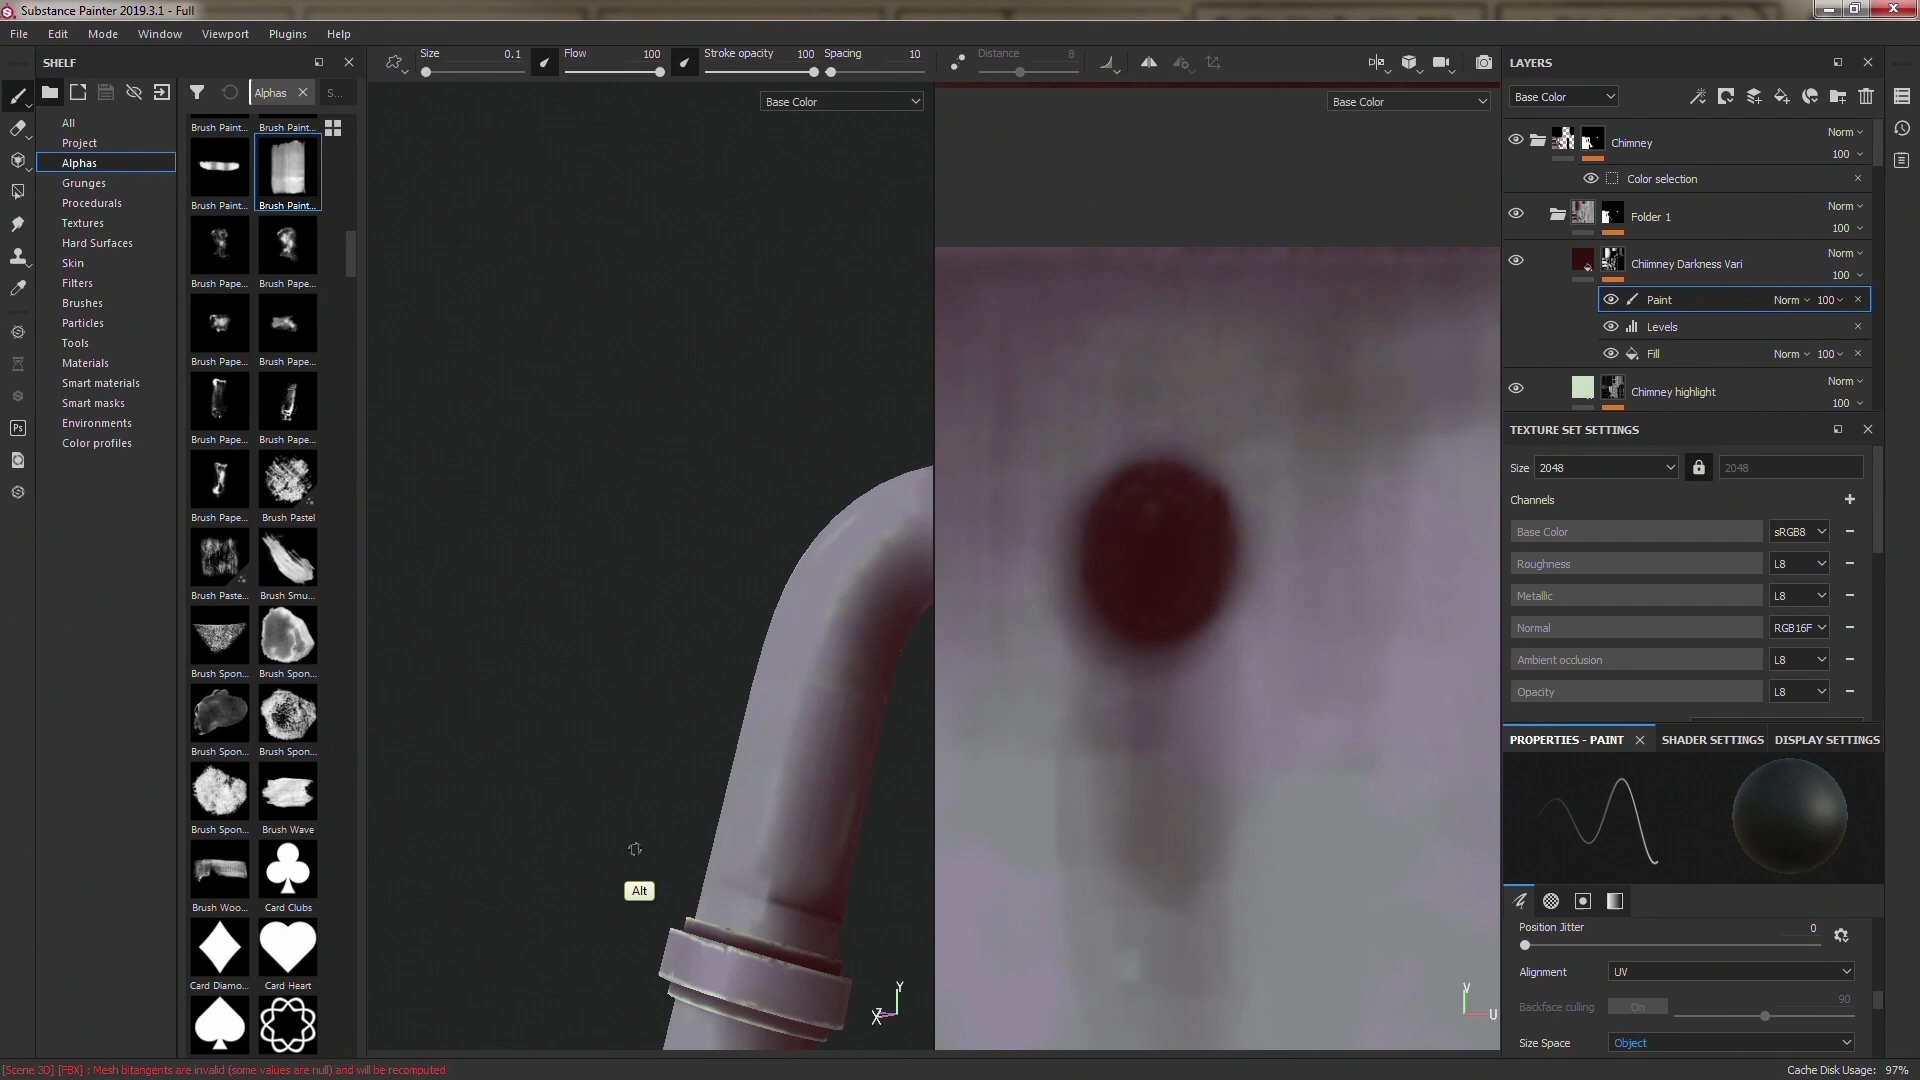 Substance Painter 2019.3.1 - Full
File Edit Mode Window Viewport Plugins Help
SHELF
Size 0.1 Flow 100 Stroke opacity 100 Spacing 10 Distance 8
Alphas
S...
Base Color
Base Color
All
Project
Alphas
Grunges
Procedurals
Textures
Hard Surfaces
Skin
Filters
Brushes
Particles
Tools
Materials
Smart materials
Smart masks
Environments
Color profiles
Ps
Brush Paint... Brush Paint...
Brush Paint... Brush Paint...
Brush Pape... Brush Pape...
Brush Pape... Brush Pape...
Brush Pape... Brush Pape...
Brush Pape... Brush Pastel
Brush Paste... Brush Smu...
Brush Spon... Brush Spon...
Brush Spon... Brush Spon...
Brush Spon... Brush Wave
Brush Woo... Card Clubs
Card Diamo... Card Heart
Alt
Y
Z
X
V
U
LAYERS
Base Color
Chimney Norm 100
Color selection
Folder 1 Norm 100
Chiimney Darkness Vari Norm 100
Paint Norm 100
Levels
Fill Norm 100
Chimney highlight Norm 100
TEXTURE SET SETTINGS
Size 2048 2048
Channels
Base Color sRGB8
Roughness L8
Metallic L8
Normal RGB16F
Ambient occlusion L8
Opacity L8
PROPERTIES - PAINT SHADER SETTINGS DISPLAY SETTINGS
Position Jitter 0
Alignment UV
Backface culling On 90
Size Space Object
[Scene 3D] [FBX] : Mesh bitangents are invalid (some values are null) and will be recomputed
Cache Disk Usage: 97%